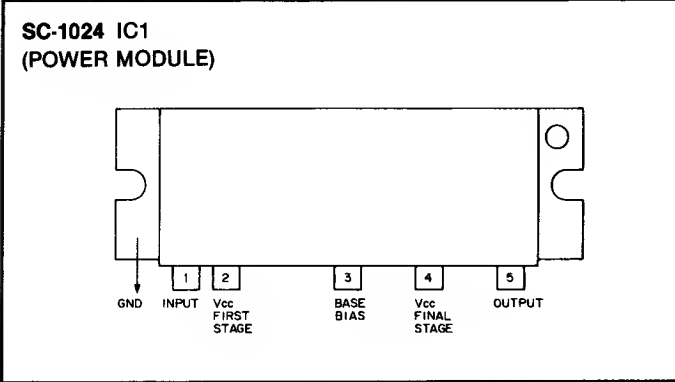 SC-1024 IC1
(POWER MODULE)
1 2 3 4 5
GND INPUT Vcc FIRST STAGE BASE BIAS Vcc FINAL STAGE OUTPUT